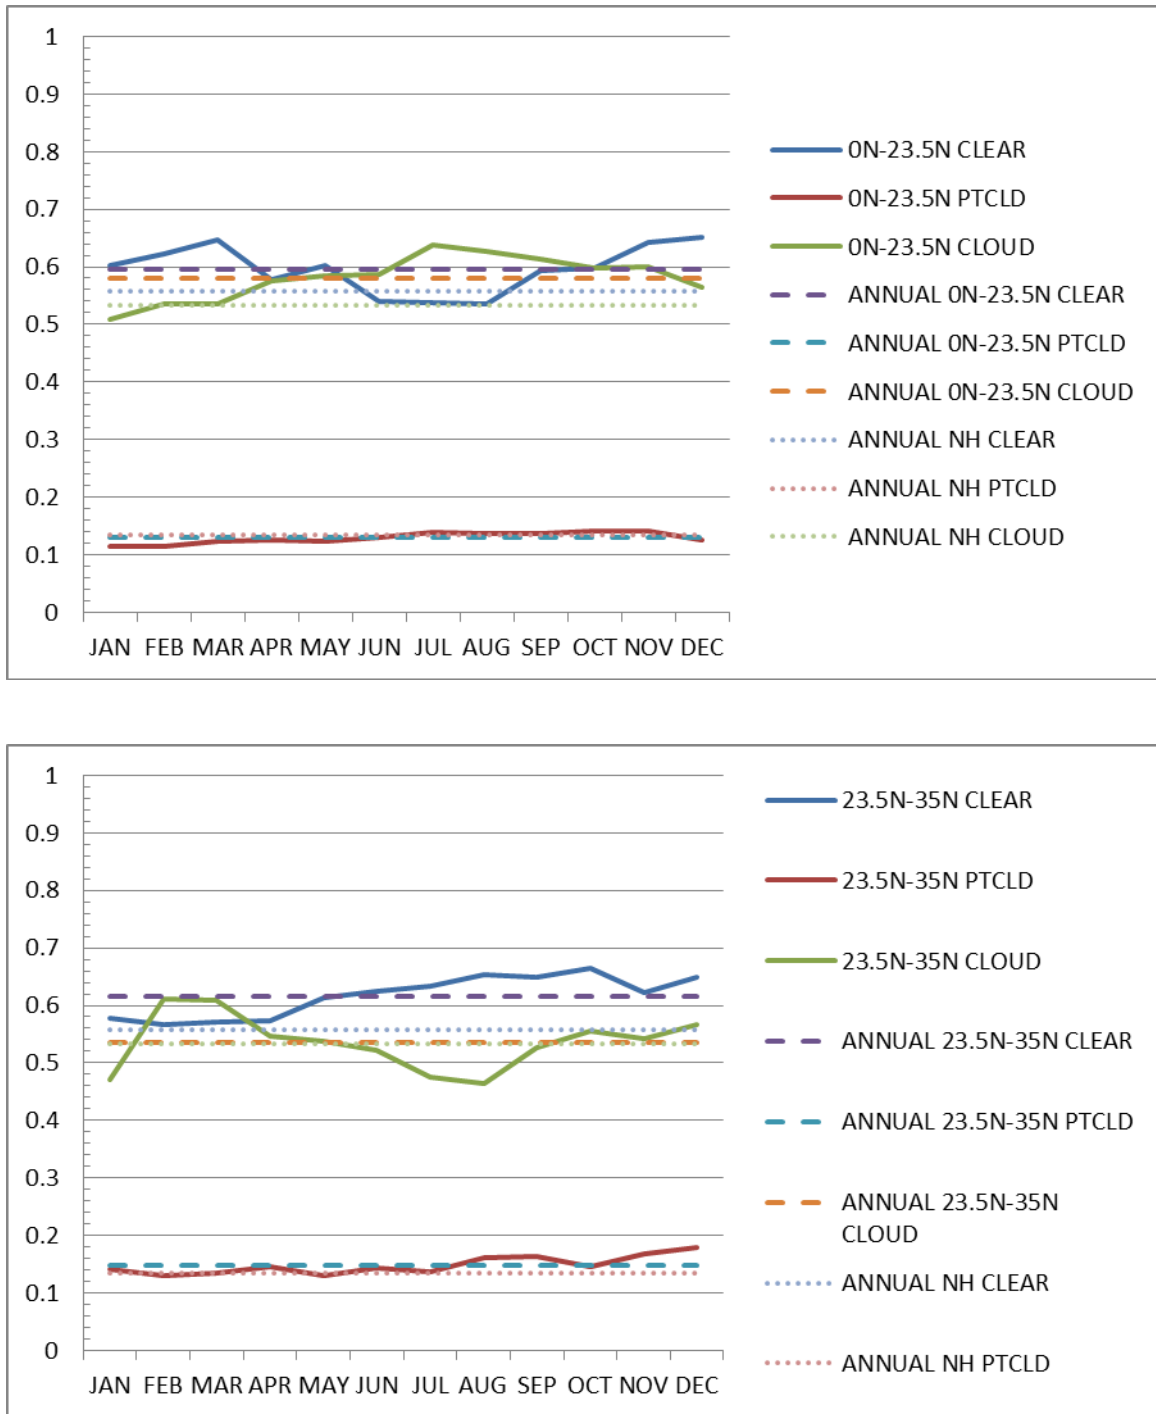 1
0.9
0.8
0.7
0.6
0.5
0.4
0.3
0.2
0.1
0
JAN FEB MAR APR MAY JUN JUL AUG SEP OCT NOV DEC
0N-23.5N CLEAR
0N-23.5N PTCLD
0N-23.5N CLOUD
ANNUAL 0N-23.5N CLEAR
ANNUAL 0N-23.5N PTCLD
ANNUAL 0N-23.5N CLOUD
ANNUAL NH CLEAR
ANNUAL NH PTCLD
ANNUAL NH CLOUD
1
0.9
0.8
0.7
0.6
0.5
0.4
0.3
0.2
0.1
0
JAN FEB MAR APR MAY JUN JUL AUG SEP OCT NOV DEC
23.5N-35N CLEAR
23.5N-35N PTCLD
23.5N-35N CLOUD
ANNUAL 23.5N-35N CLEAR
ANNUAL 23.5N-35N PTCLD
ANNUAL 23.5N-35N
CLOUD
ANNUAL NH CLEAR
ANNUAL NH PTCLD